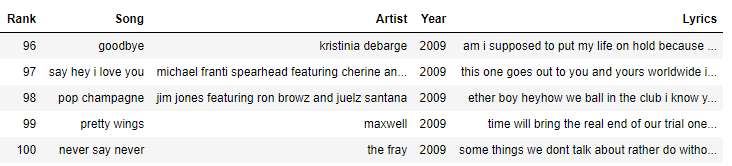 Rank Song Artist Year Lyrics
96 goodbye kristinia debarge 2009 am i supposed to put my life on hold because ...
97 say hey i love you michael franti spearhead featuring cherine an... 2009 this one goes out to you and yours worldwide i...
98 pop champagne jim jones featuring ron browz and juelz santana 2009 ether boy heyhow we ball in the club i know y...
99 pretty wings maxwell 2009 time will bring the real end of our trial one...
100 never say never the fray 2009 some things we dont talk about rather do witho...